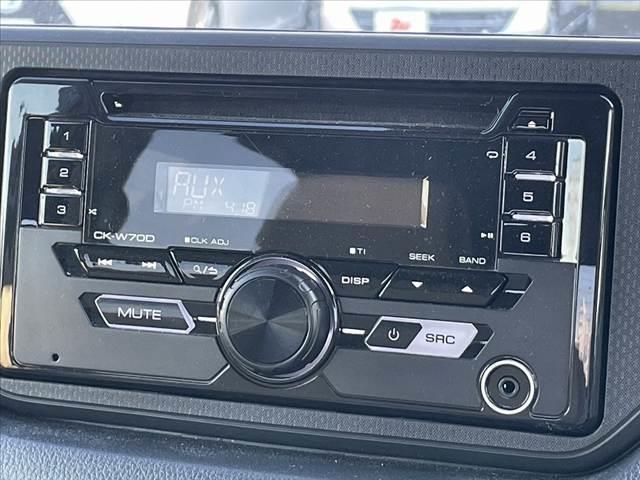 1
2
3
4
5
6
AUX
PM 4:18
CK-W70D
CLK ADJ
TI
SEEK
BAND
DISP
MUTE
SRC